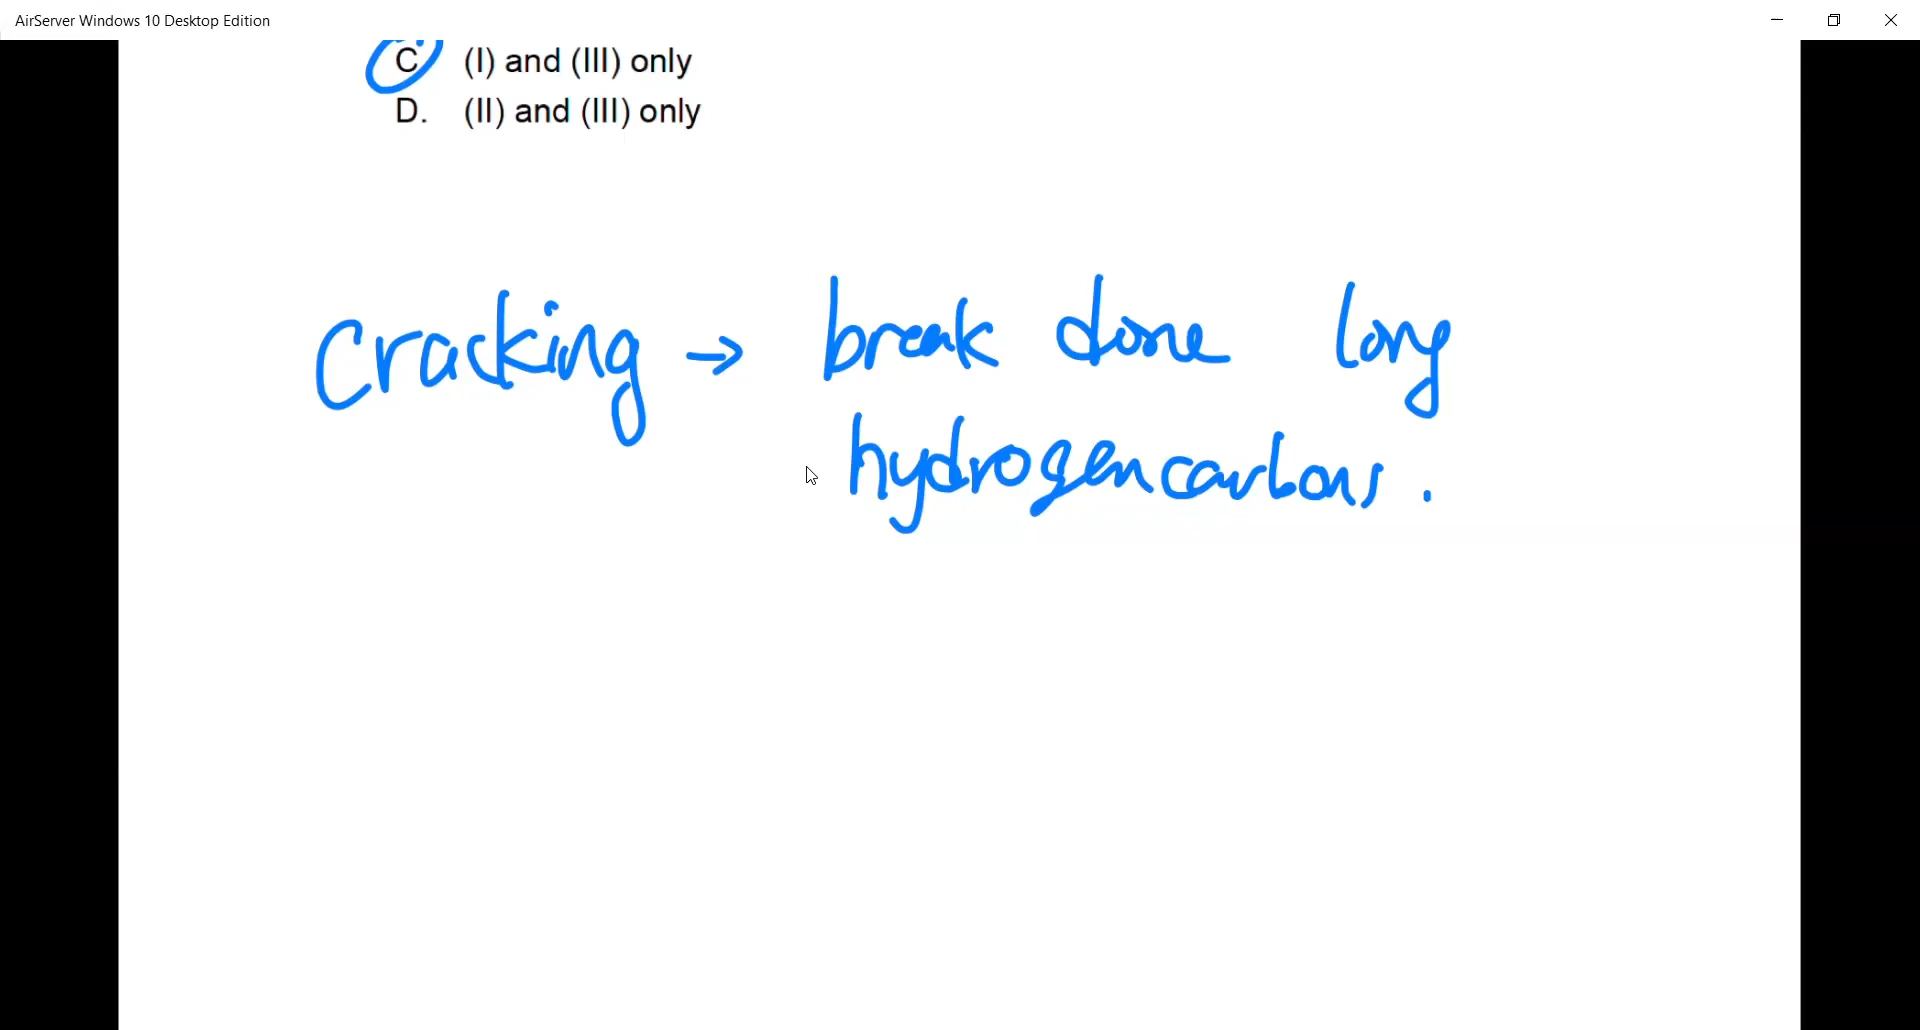 AirServer Windows 10 Desktop Edition
C (I) and (III) only
D. (II) and (III) only
cracking → break done long
hydrogencarbons.